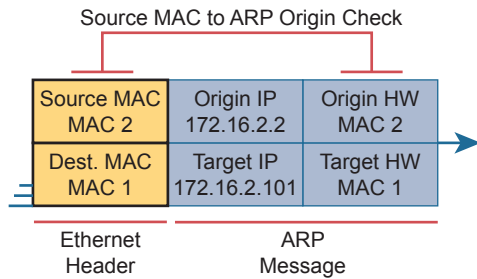 Source MAC to ARP Origin Check
Source MAC
MAC 2
Origin IP
172.16.2.2
Origin HW
MAC 2
Dest. MAC
MAC 1
Target IP
172.16.2.101
Target HW
MAC 1
Ethernet
Header
ARP
Message